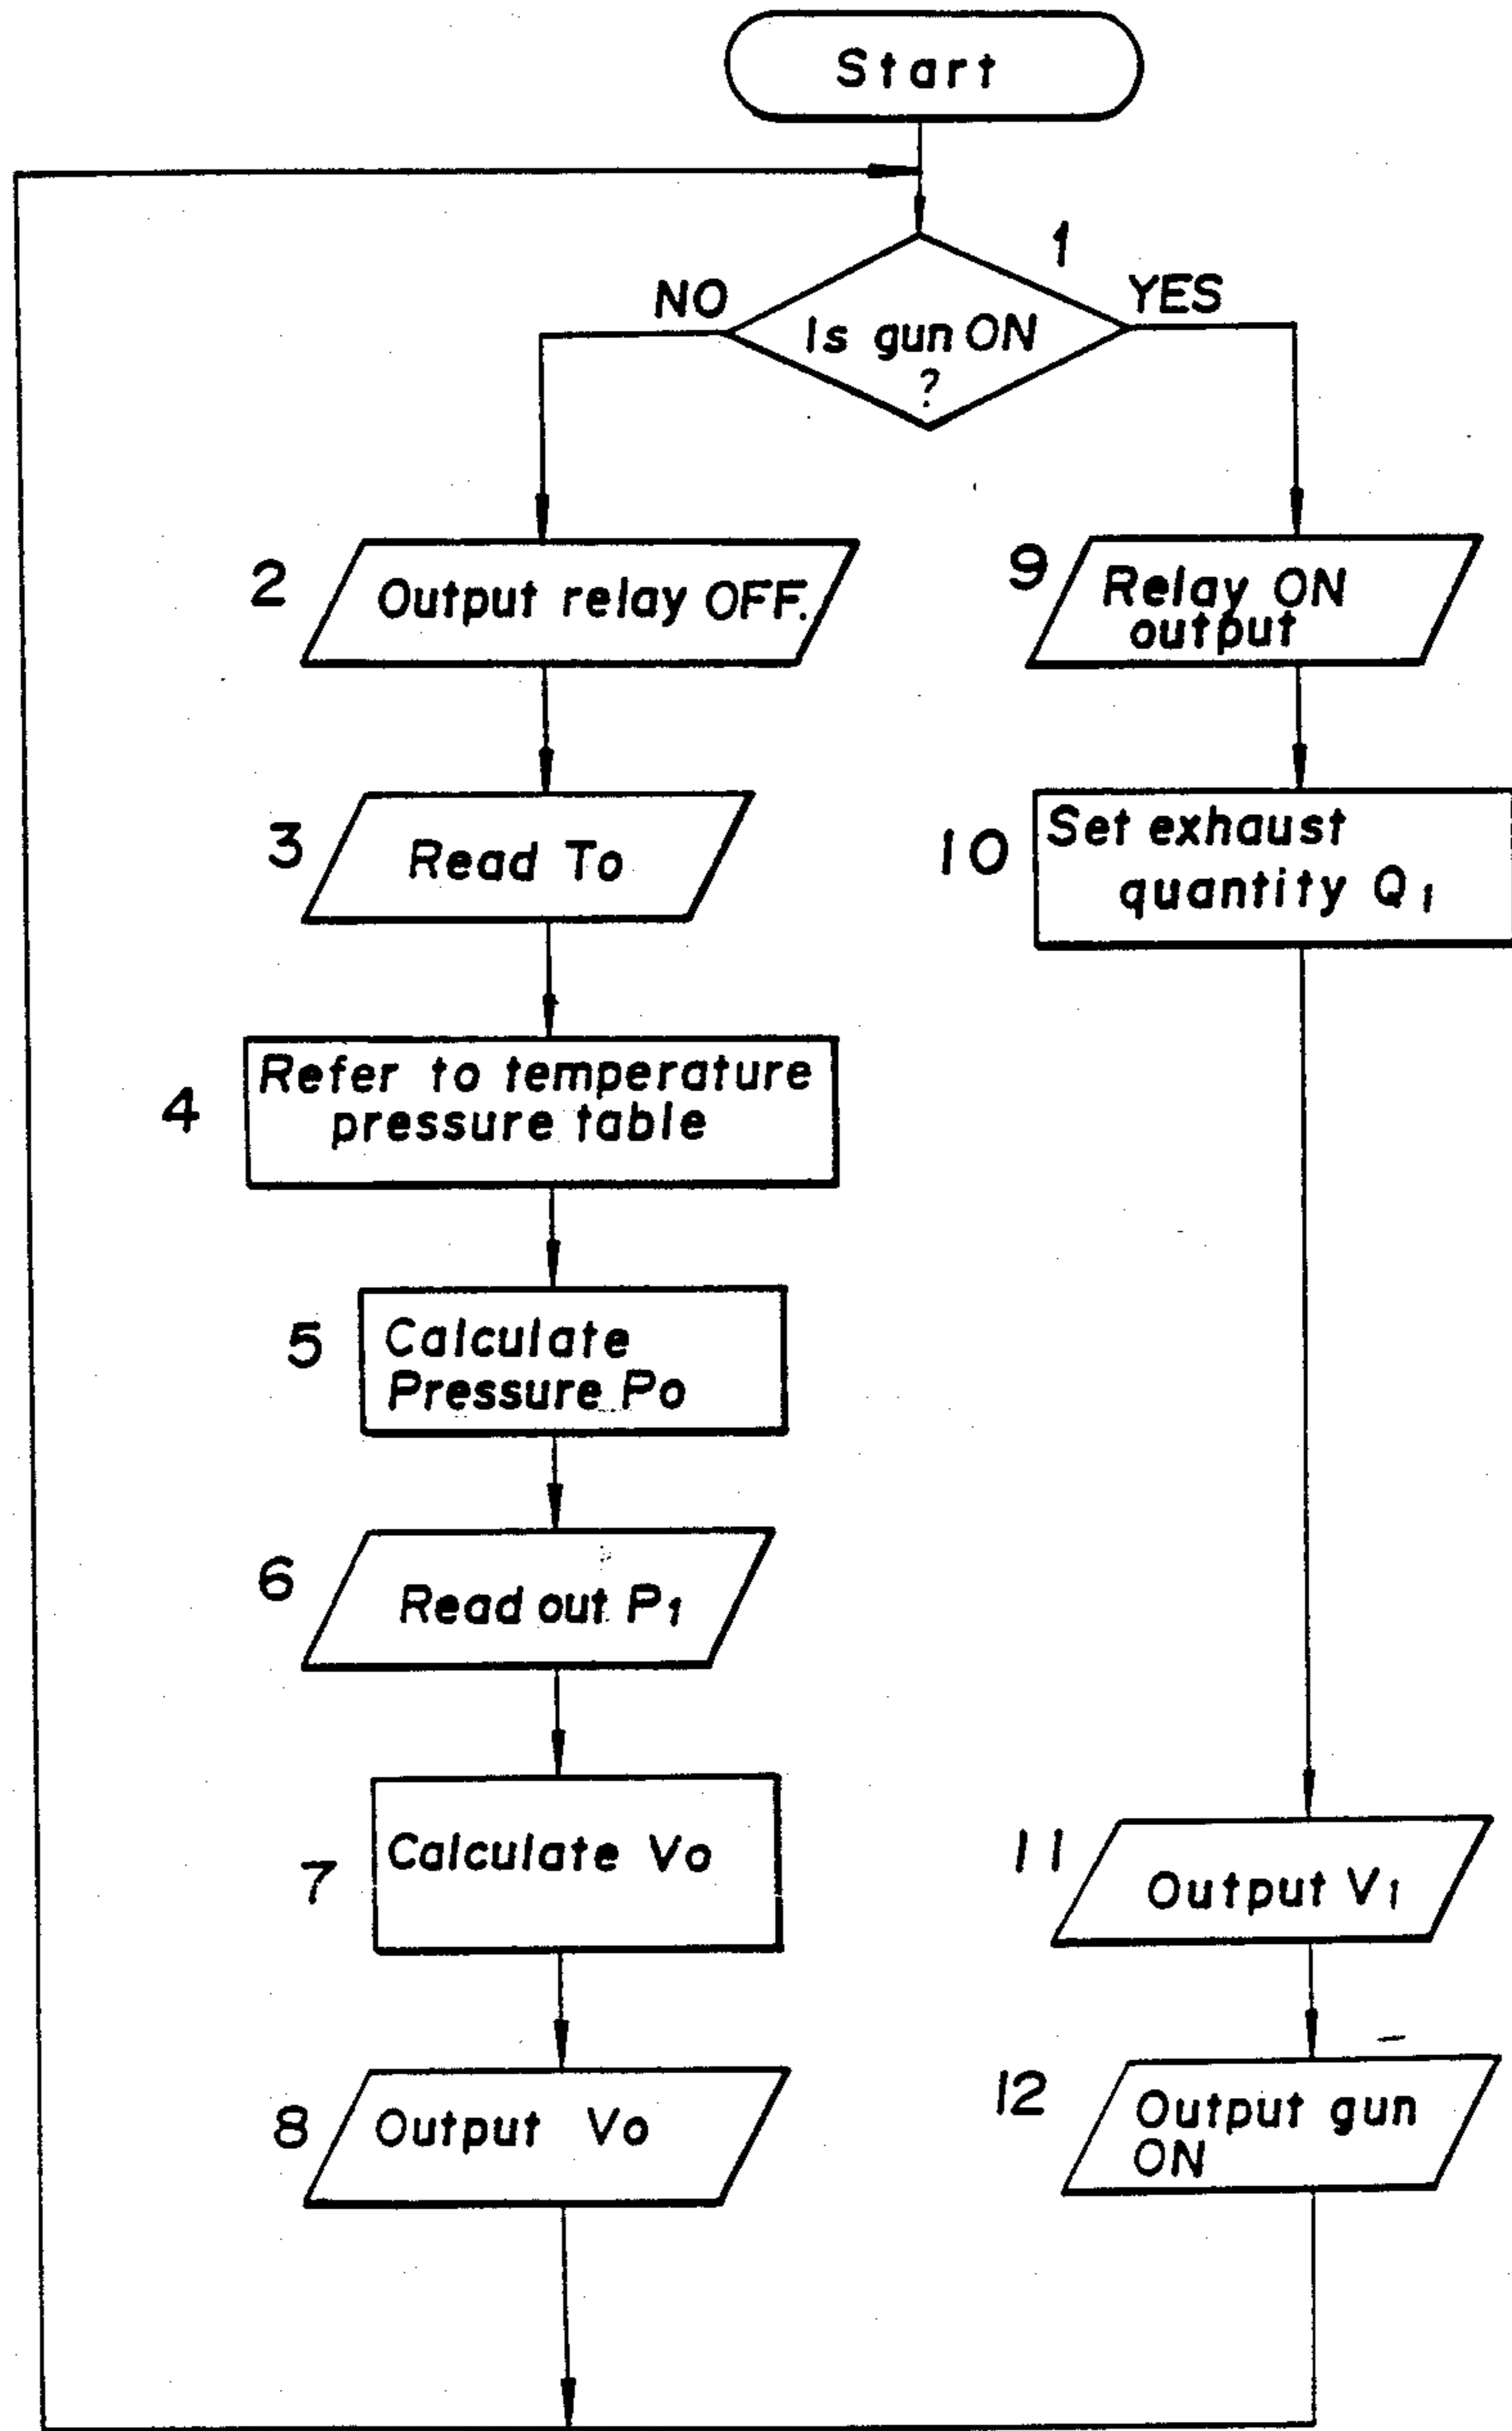 Start
1
NO
YES
Is gun ON
?
2
Output relay OFF.
3
Read To
4
Refer to temperature
pressure table
5
Calculate
Pressure Po
6
Read out P1
7
Calculate Vo
8
Output Vo
9
Relay ON
output
10
Set exhaust
quantity Q1
11
Output V1
12
Output gun
ON